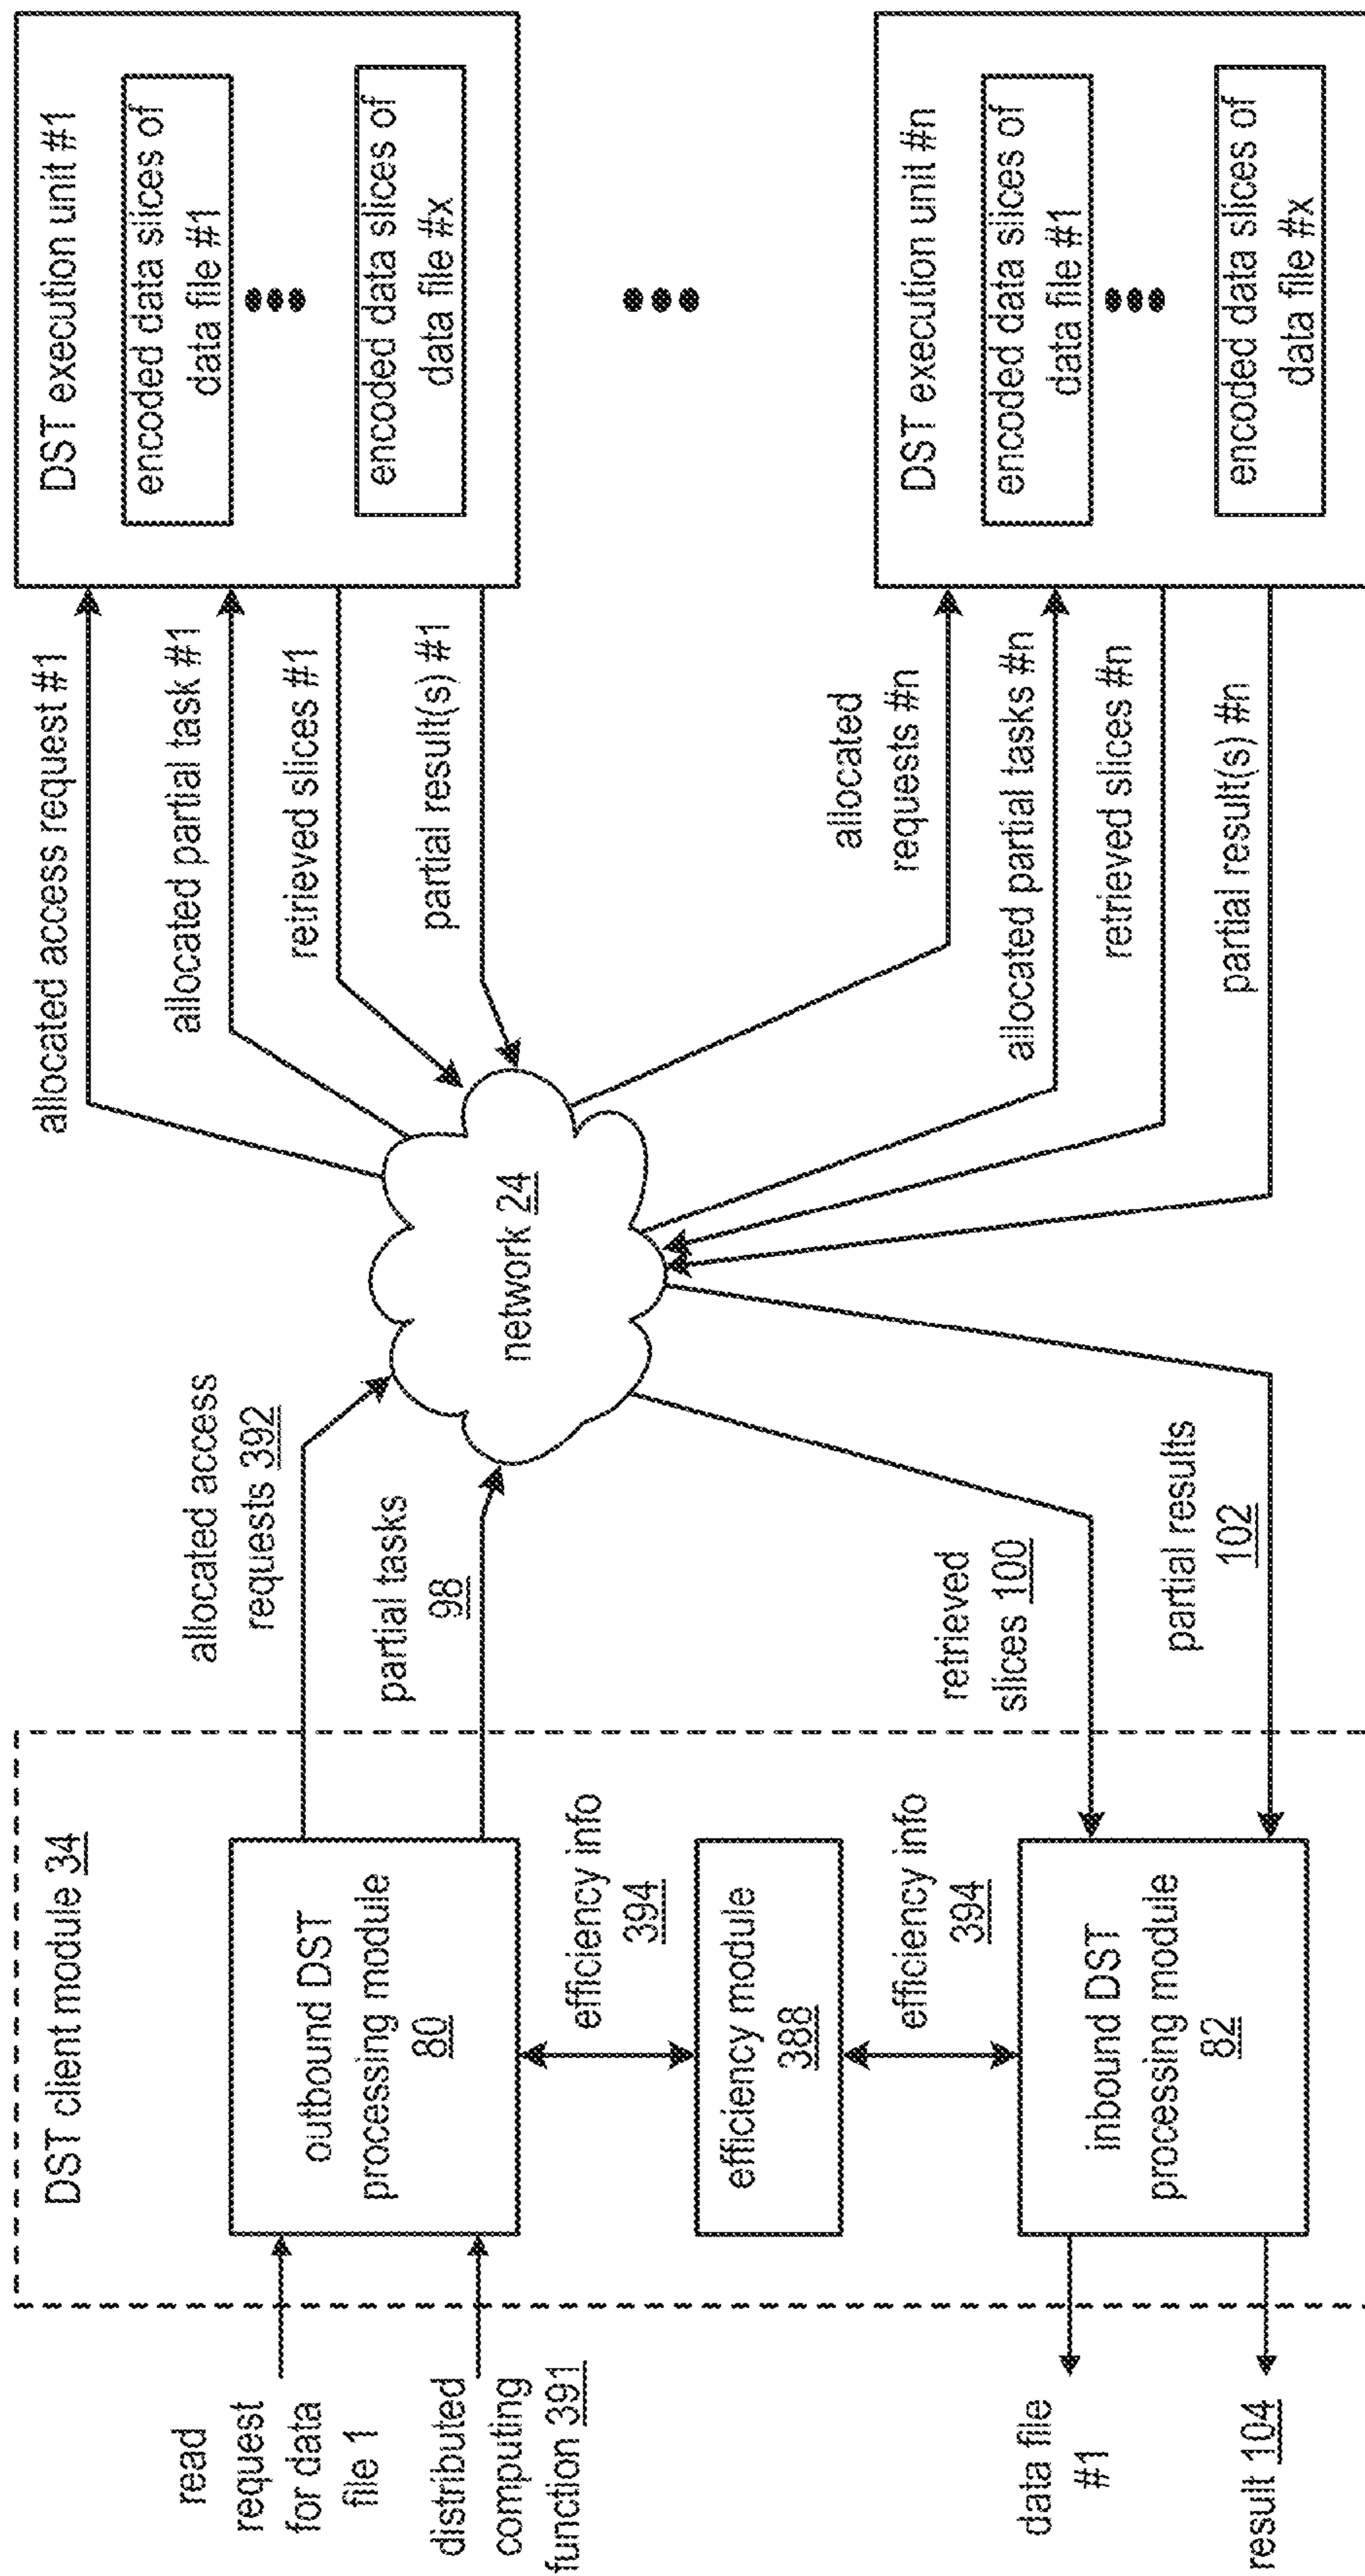 DST client module 34
read
request
for data
file 1
distributed
computing
function 391
outbound DST
processing module
80
efficiency info
394
efficiency module
388
efficiency info
394
inbound DST
processing module
82
data file
#1
result 104
allocated access
requests 392
partial tasks
98
retrieved
slices 100
partial results
102
network 24
allocated access request #1
allocated partial task #1
retrieved slices #1
partial result(s) #1
allocated
requests #n
allocated partial tasks #n
retrieved slices #n
partial result(s) #n
DST execution unit #1
encoded data slices of
data file #1
encoded data slices of
data file #x
DST execution unit #n
encoded data slices of
data file #1
encoded data slices of
data file #x